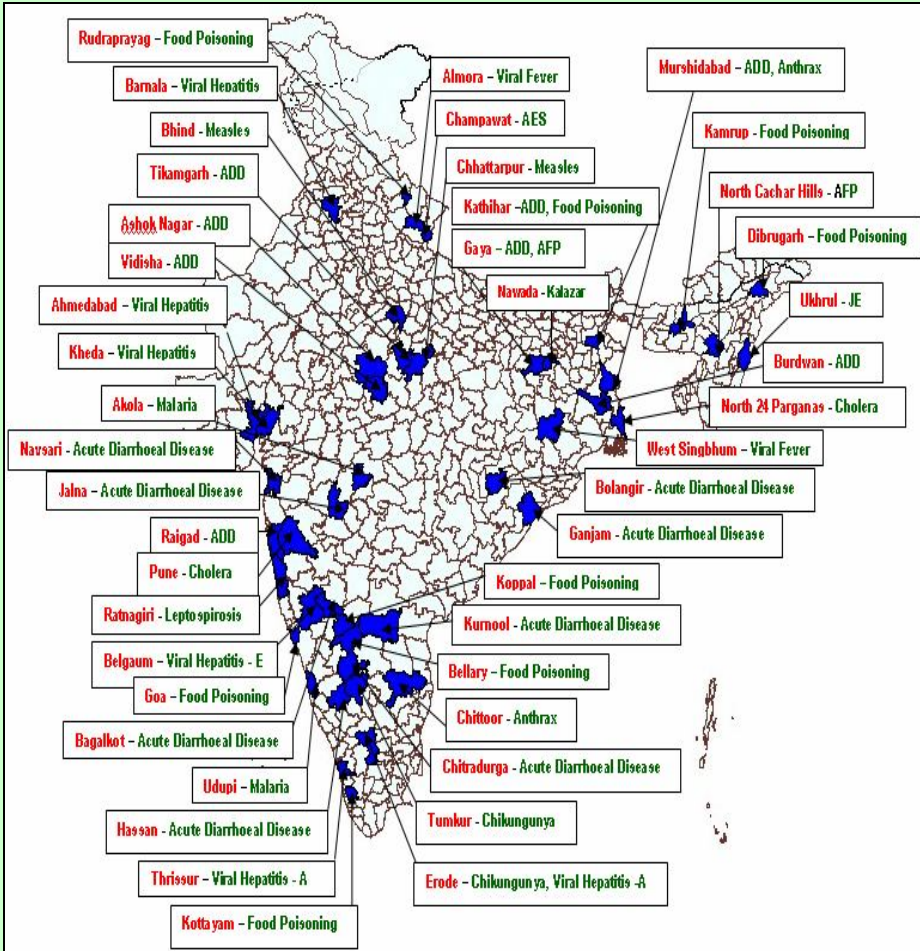 Rudraprayag – Food Poisoning
Barnala – Viral Hepatitis
Bhind – Measles
Tikamgarh – ADD
Ashok Nagar - ADD
Vidisha – ADD
Ahmedabad – Viral Hepatitis
Kheda – Viral Hepatitis
Akola – Malaria
Navsari – Acute Diarrhoeal Disease
Jalna – Acute Diarrhoeal Disease
Raigad – ADD
Pune – Cholera
Ratnagiri – Leptospirosis
Belgaum – Viral Hepatitis - E
Goa – Food Poisoning
Bagalkot – Acute Diarrhoeal Disease
Udupi – Malaria
Hassan – Acute Diarrhoeal Disease
Thrissur – Viral Hepatitis - A
Kottayam – Food Poisoning
Almora – Viral Fever
Champawat - AES
Chhattarpur – Measles
Kathihar –ADD, Food Poisoning
Gaya – ADD, AFP
Nawada - Kalazar
Murshidabad – ADD, Anthrax
Kamrup – Food Poisoning
North Cachar Hills – AFP
Dibrugarh – Food Poisoning
Ukhrul – JE
Burdwan – ADD
North 24 Parganas – Cholera
West Singbhum – Viral Fever
Bolangir – Acute Diarrhoeal Disease
Ganjam – Acute Diarrhoeal Disease
Koppal – Food Poisoning
Kurnool - Acute Diarrhoeal Disease
Bellary – Food Poisoning
Chittoor - Anthrax
Chitradurga - Acute Diarrhoeal Disease
Tumkur – Chikungunya
Erode – Chikungunya, Viral Hepatitis -A